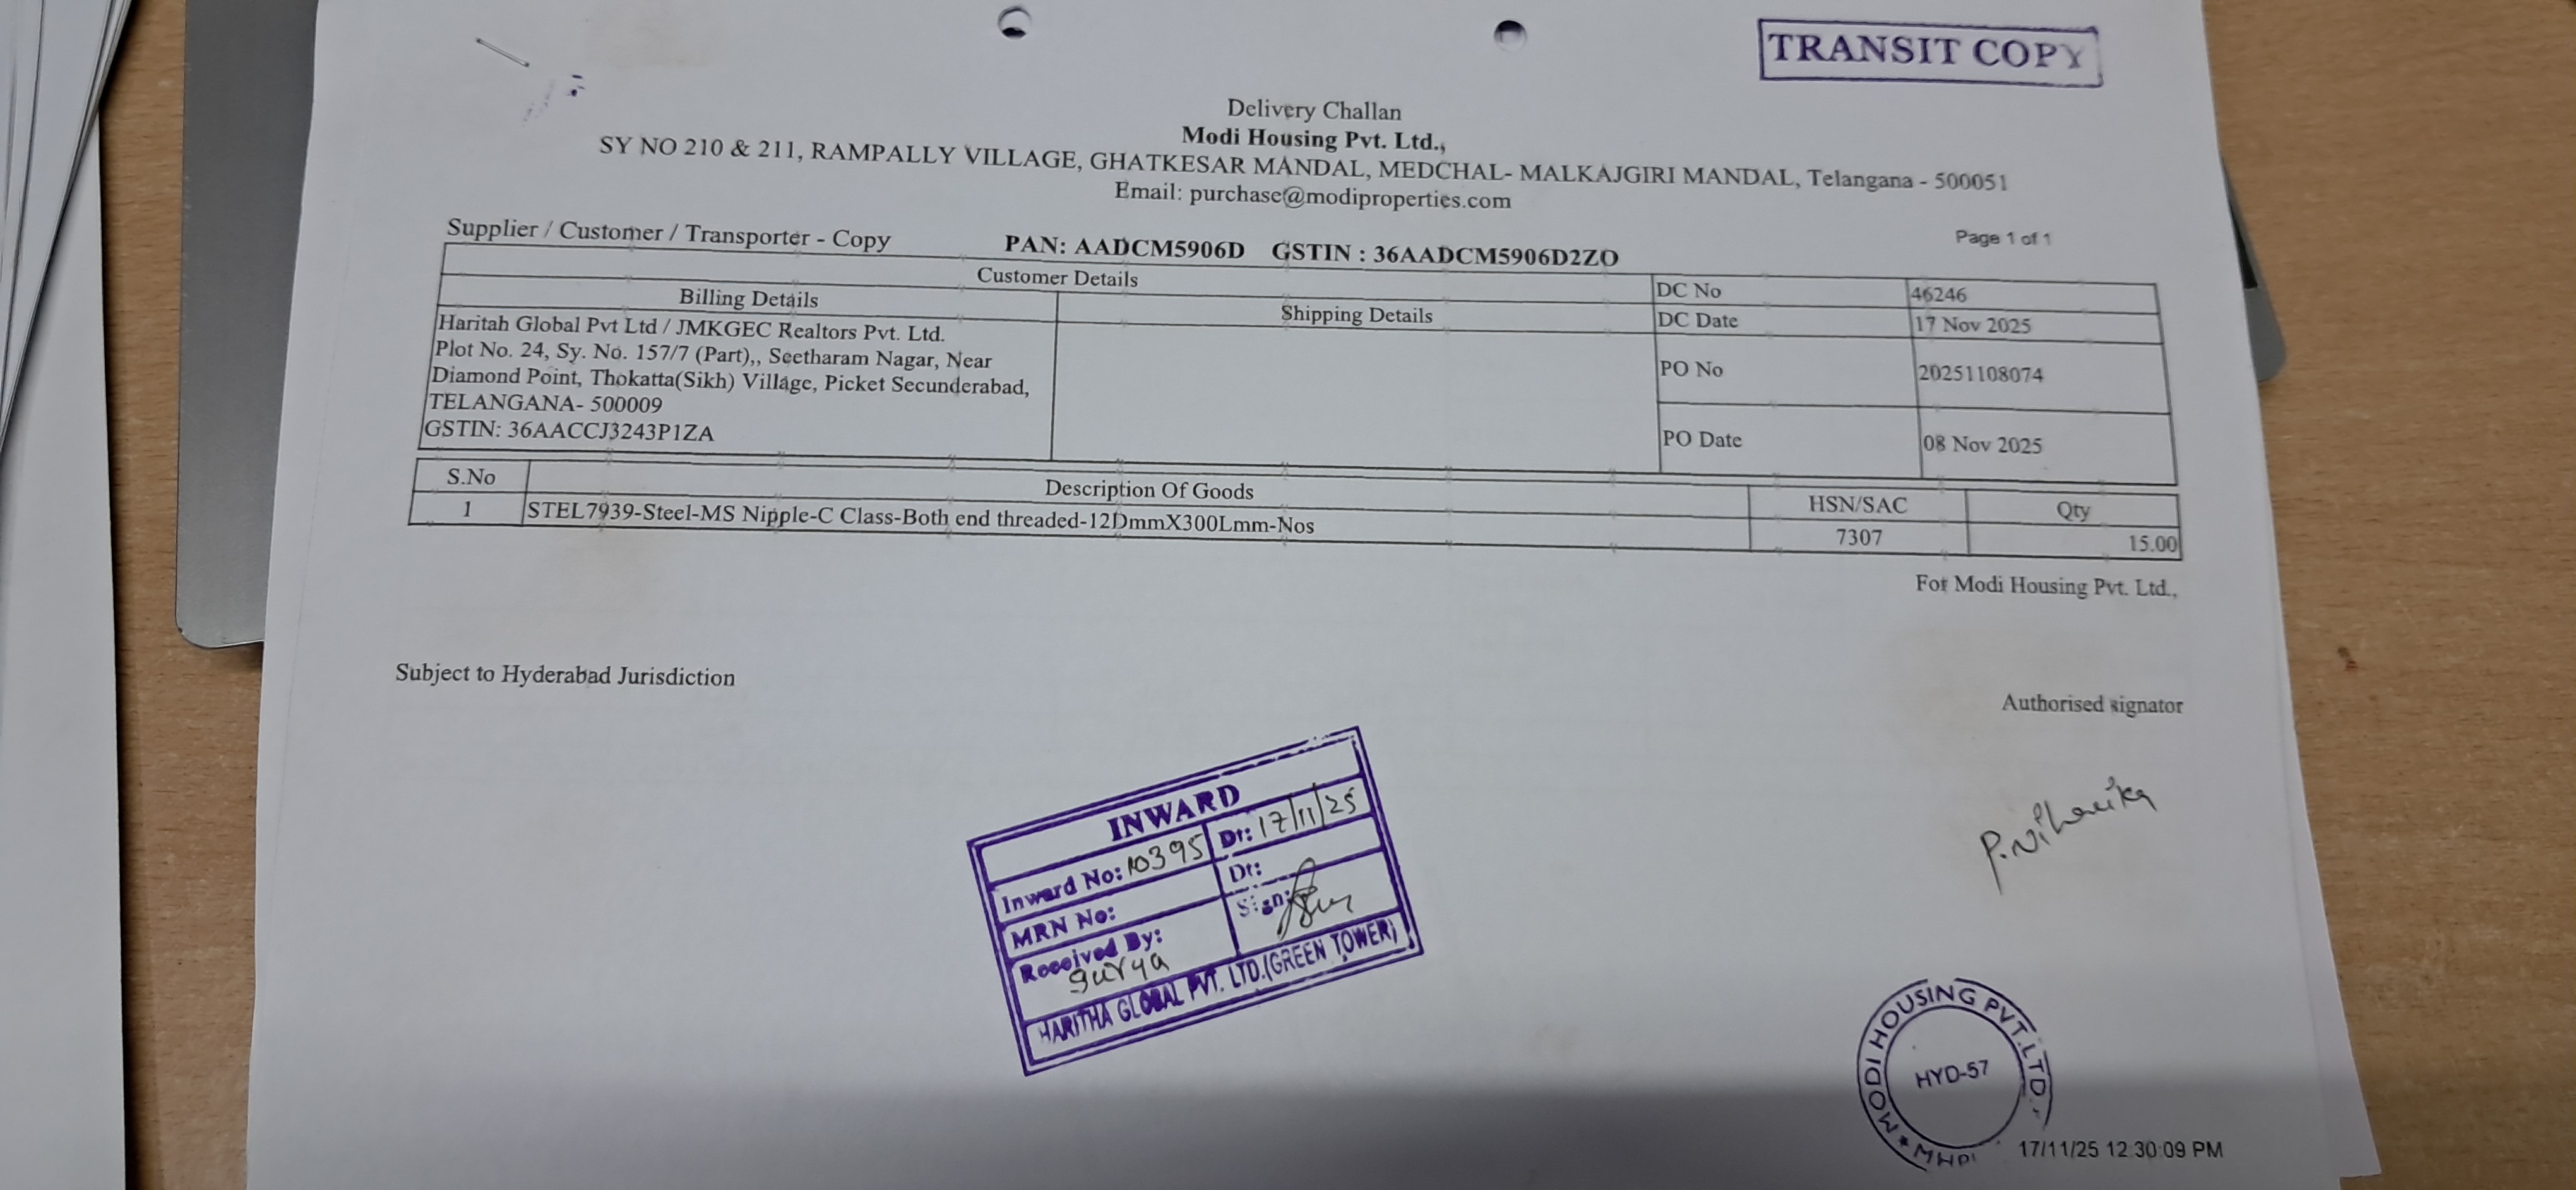 TRANSIT COPY
Delivery Challan
Modi Housing Pvt. Ltd.,
SY NO 210 & 211, RAMPALLY VILLAGE, GHATKESAR MANDAL, MEDCHAL- MALKAJGIRI MANDAL, Telangana - 500051
Email: purchase@modiproperties.com
Supplier / Customer / Transporter - Copy PAN: AADCM5906D GSTIN : 36AADCM5906D2ZO Page 1 of 1
Customer Details
Billing Details
Shipping Details
Haritah Global Pvt Ltd / JMKGEC Realtors Pvt. Ltd.
Plot No. 24, Sy. No. 157/7 (Part),, Seetharam Nagar, Near
Diamond Point, Thokatta(Sikh) Village, Picket Secunderabad,
TELANGANA- 500009
GSTIN: 36AACCJ3243P1ZA
DC No 46246
DC Date 17 Nov 2025
PO No 20251108074
PO Date 08 Nov 2025
S.No Description Of Goods HSN/SAC Qty
1 STEL7939-Steel-MS Nipple-C Class-Both end threaded-12DmmX300Lmm-Nos 7307 15.00
For Modi Housing Pvt. Ltd.,
Subject to Hyderabad Jurisdiction
Authorised signator
P.Niharika
INWARD
Inward No: 10395 Dt: 17/11/25
MRN No: Dt:
Received By: Sign:
surya
HARITHA GLOBAL PVT. LTD.(GREEN TOWER)
MODI HOUSING PVT.LTD.
HYD-57
17/11/25 12:30:09 PM